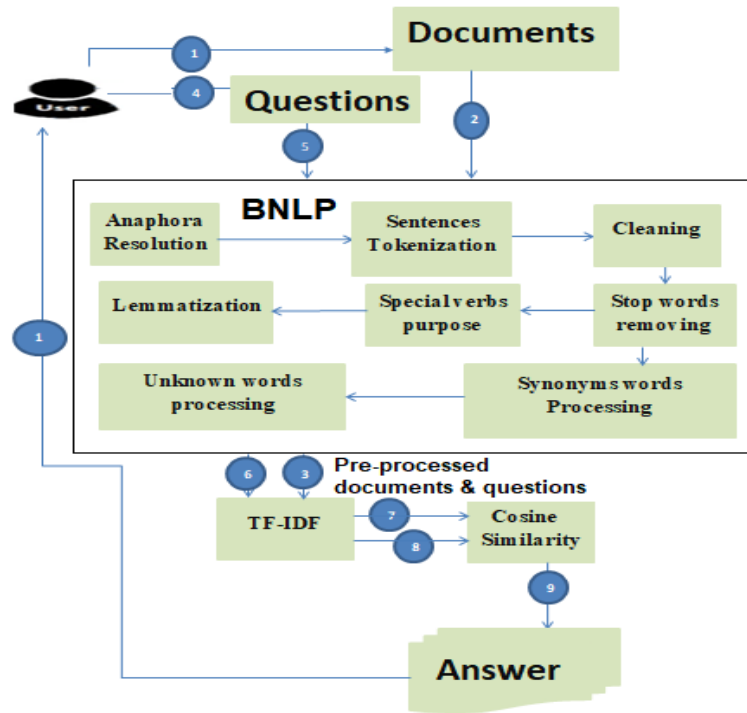 Documents
1
User
4
Questions
2
5
BNLP
Anaphora
Resolution
Sentences
Tokenization
Cleaning
Lemmatization
Special verbs
purpose
Stop words
removing
1
Unknown words
processing
Synonyms words
Processing
6
3
Pre-processed
documents & questions
TF-IDF
7
8
Cosine
Similarity
9
Answer